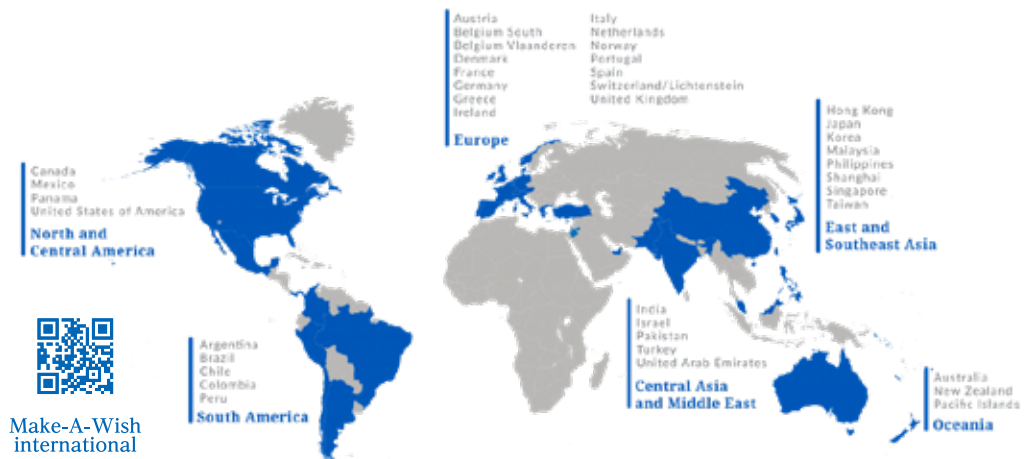 Austria
Belgium South
Belgium Vlaanderen
Denmark
France
Germany
Greece
Ireland
Italy
Netherlands
Norway
Portugal
Spain
Switzerland/Lichtenstein
United Kingdom
Europe
Hong Kong
Japan
Korea
Malaysia
Philippines
Shanghai
Singapore
Taiwan
East and
Southeast Asia
Canada
Mexico
Panama
United States of America
North and
Central America
India
Israel
Pakistan
Turkey
United Arab Emirates
Central Asia
and Middle East
Argentina
Brazil
Chile
Colombia
Peru
South America
Australia
New Zealand
Pacific Islands
Oceania
Make-A-Wish
international